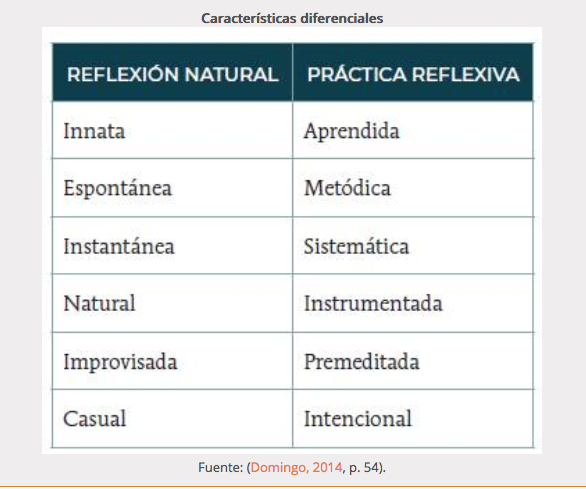 Características diferenciales
REFLEXIÓN NATURAL PRÁCTICA REFLEXIVA
Innata Aprendida
Espontánea Metódica
Instantánea Sistemática
Natural Instrumentada
Improvisada Premeditada
Casual Intencional
Fuente: (Domingo, 2014, p. 54).